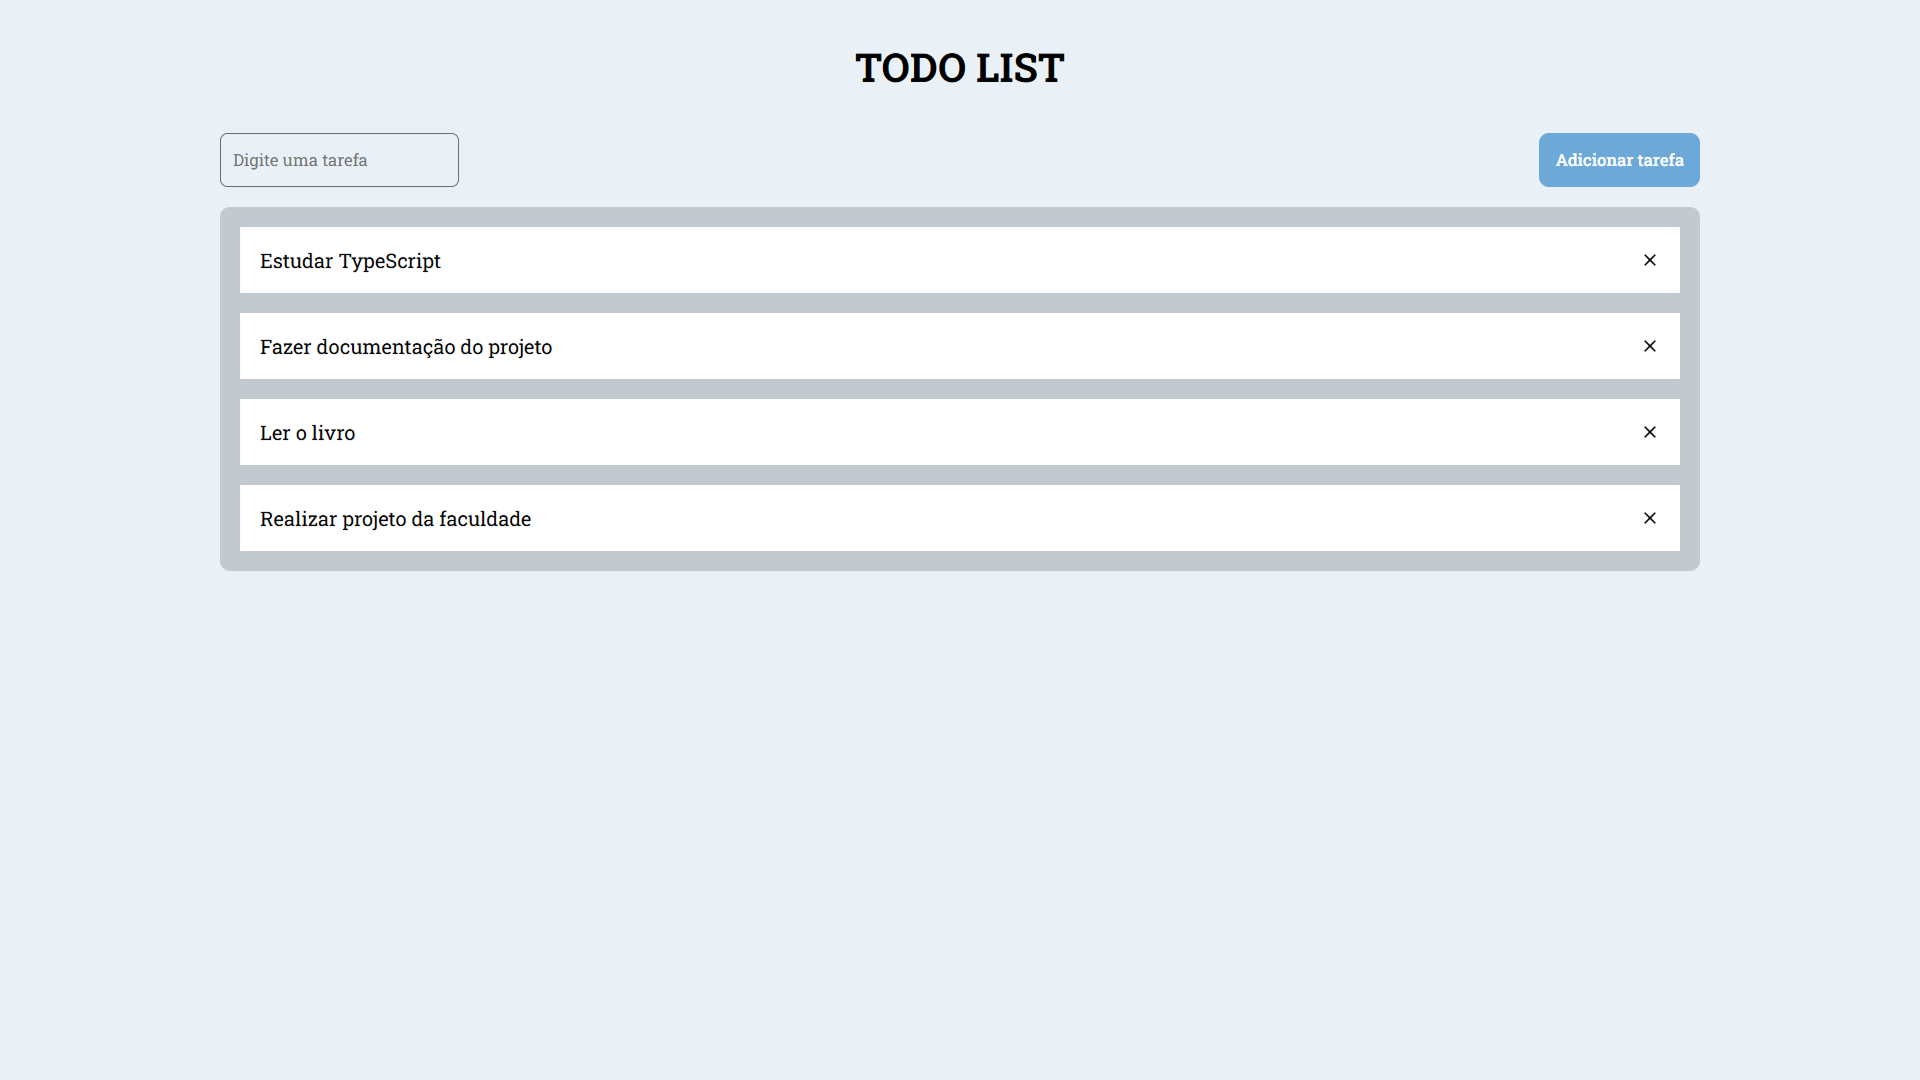 TODO LIST
Digite uma tarefa
Adicionar tarefa
Estudar TypeScript
Fazer documentação do projeto
Ler o livro
Realizar projeto da faculdade